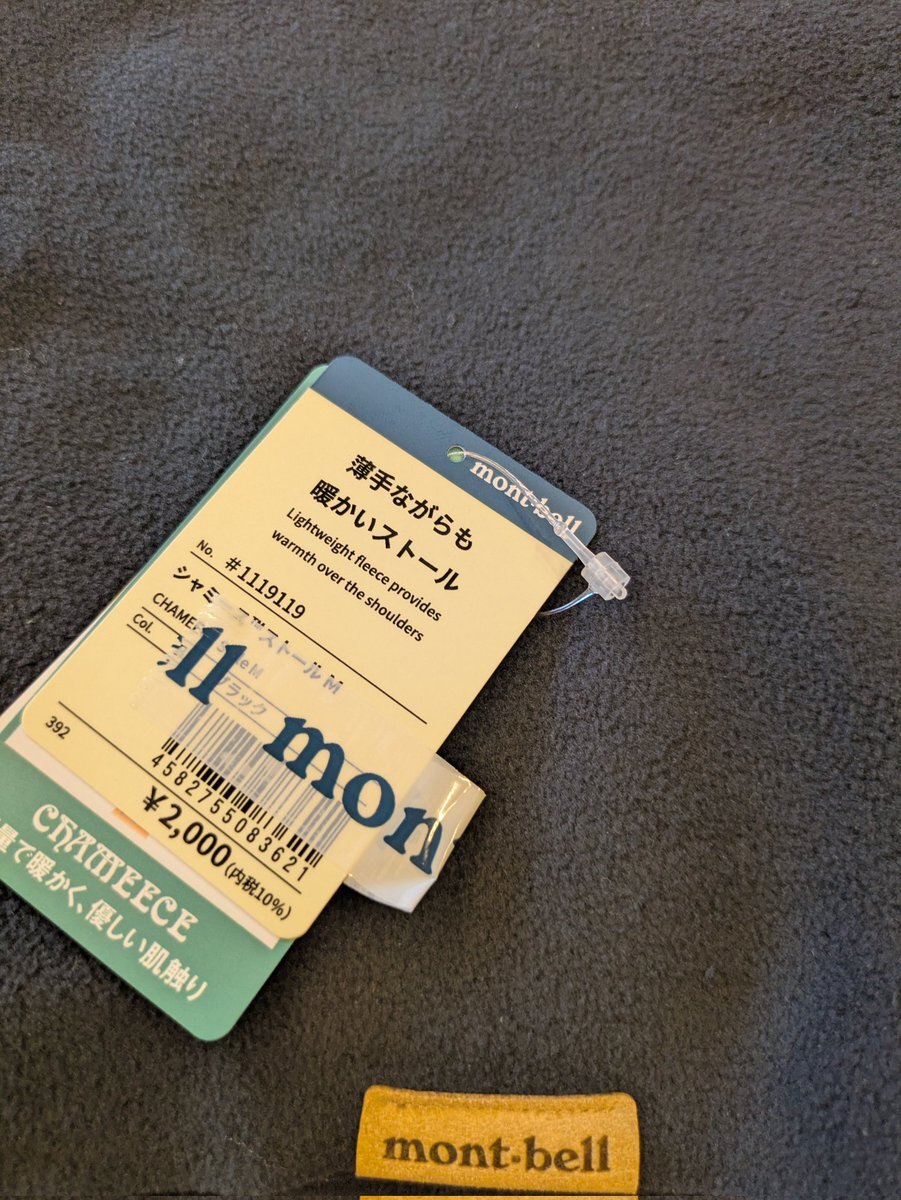 mont-bell
薄手ながらも
暖かいストール
Lightweight fleece provides
warmth over the shoulders
No. #1119119
ストール M
M
Col. ブラック
ll mon
392
4582755083621
¥2,000(内税10%)
CHAMEECE
量で暖かく、優しい肌触り
mont-bell